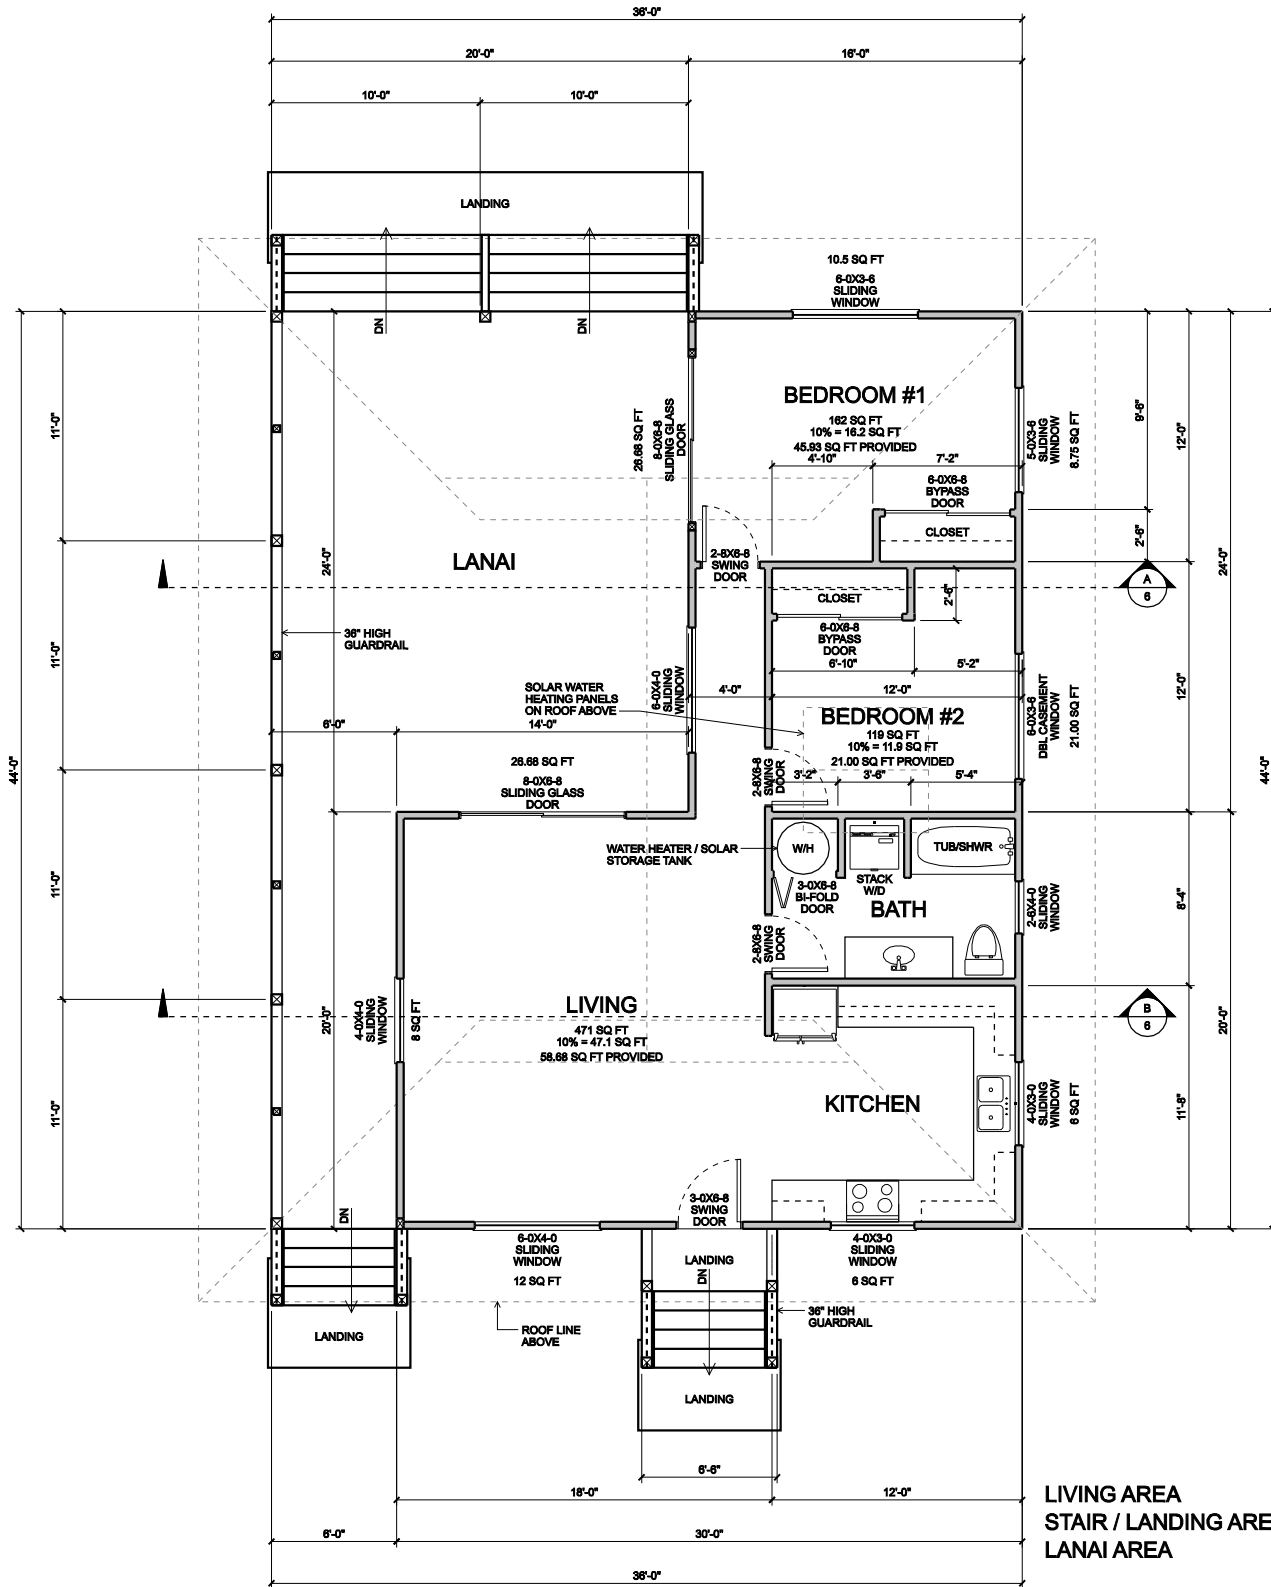 36'-0"
20'-0"
16'-0"
10'-0"
10'-0"
LANDING
10.5 SQ FT
6-0X3-6
SLIDING
WINDOW
DN
DN
BEDROOM #1
162 SQ FT
10% = 16.2 SQ FT
45.93 SQ FT PROVIDED
4'-10"
7'-2"
6-0X6-8
BYPASS
DOOR
CLOSET
26.68 SQ FT
8-0X6-8
SLIDING GLASS
DOOR
5-0X3-6
SLIDING
WINDOW
8.75 SQ FT
9'-6"
12'-0"
2'-6"
11'-0"
24'-0"
24'-0"
LANAI
2-8X6-8
SWING
DOOR
A
6
CLOSET
2'-6"
6-0X6-8
BYPASS
DOOR
6'-10"
5'-2"
36" HIGH
GUARDRAIL
11'-0"
SOLAR WATER
HEATING PANELS
ON ROOF ABOVE
6-0X4-0
SLIDING
WINDOW
4'-0"
12'-0"
6'-0"
14'-0"
BEDROOM #2
119 SQ FT
10% = 11.9 SQ FT
21.00 SQ FT PROVIDED
6-0X3-6
DBL CASEMENT
WINDOW
21.00 SQ FT
12'-0"
44'-0"
44'-0"
26.68 SQ FT
8-0X6-8
SLIDING GLASS
DOOR
2-8X6-8
SWING
DOOR
3'-2"
3'-6"
5'-4"
WATER HEATER / SOLAR
STORAGE TANK
W/H
TUB/SHWR
STACK
W/D
3-0X6-8
BI-FOLD
DOOR
BATH
2-8X6-8
SWING
DOOR
2-6X4-0
SLIDING
WINDOW
8'-4"
11'-0"
LIVING
471 SQ FT
10% = 47.1 SQ FT
58.68 SQ FT PROVIDED
4-0X4-0
SLIDING
WINDOW
8 SQ FT
20'-0"
20'-0"
B
6
KITCHEN
4-0X3-0
SLIDING
WINDOW
6 SQ FT
11'-8"
11'-0"
DN
3-0X6-8
SWING
DOOR
6-0X4-0
SLIDING
WINDOW
12 SQ FT
LANDING
DN
4-0X3-0
SLIDING
WINDOW
6 SQ FT
36" HIGH
GUARDRAIL
ROOF LINE
ABOVE
LANDING
LANDING
6'-6"
18'-0"
12'-0"
6'-0"
30'-0"
36'-0"
LIVING AREA
STAIR / LANDING ARE
LANAI AREA